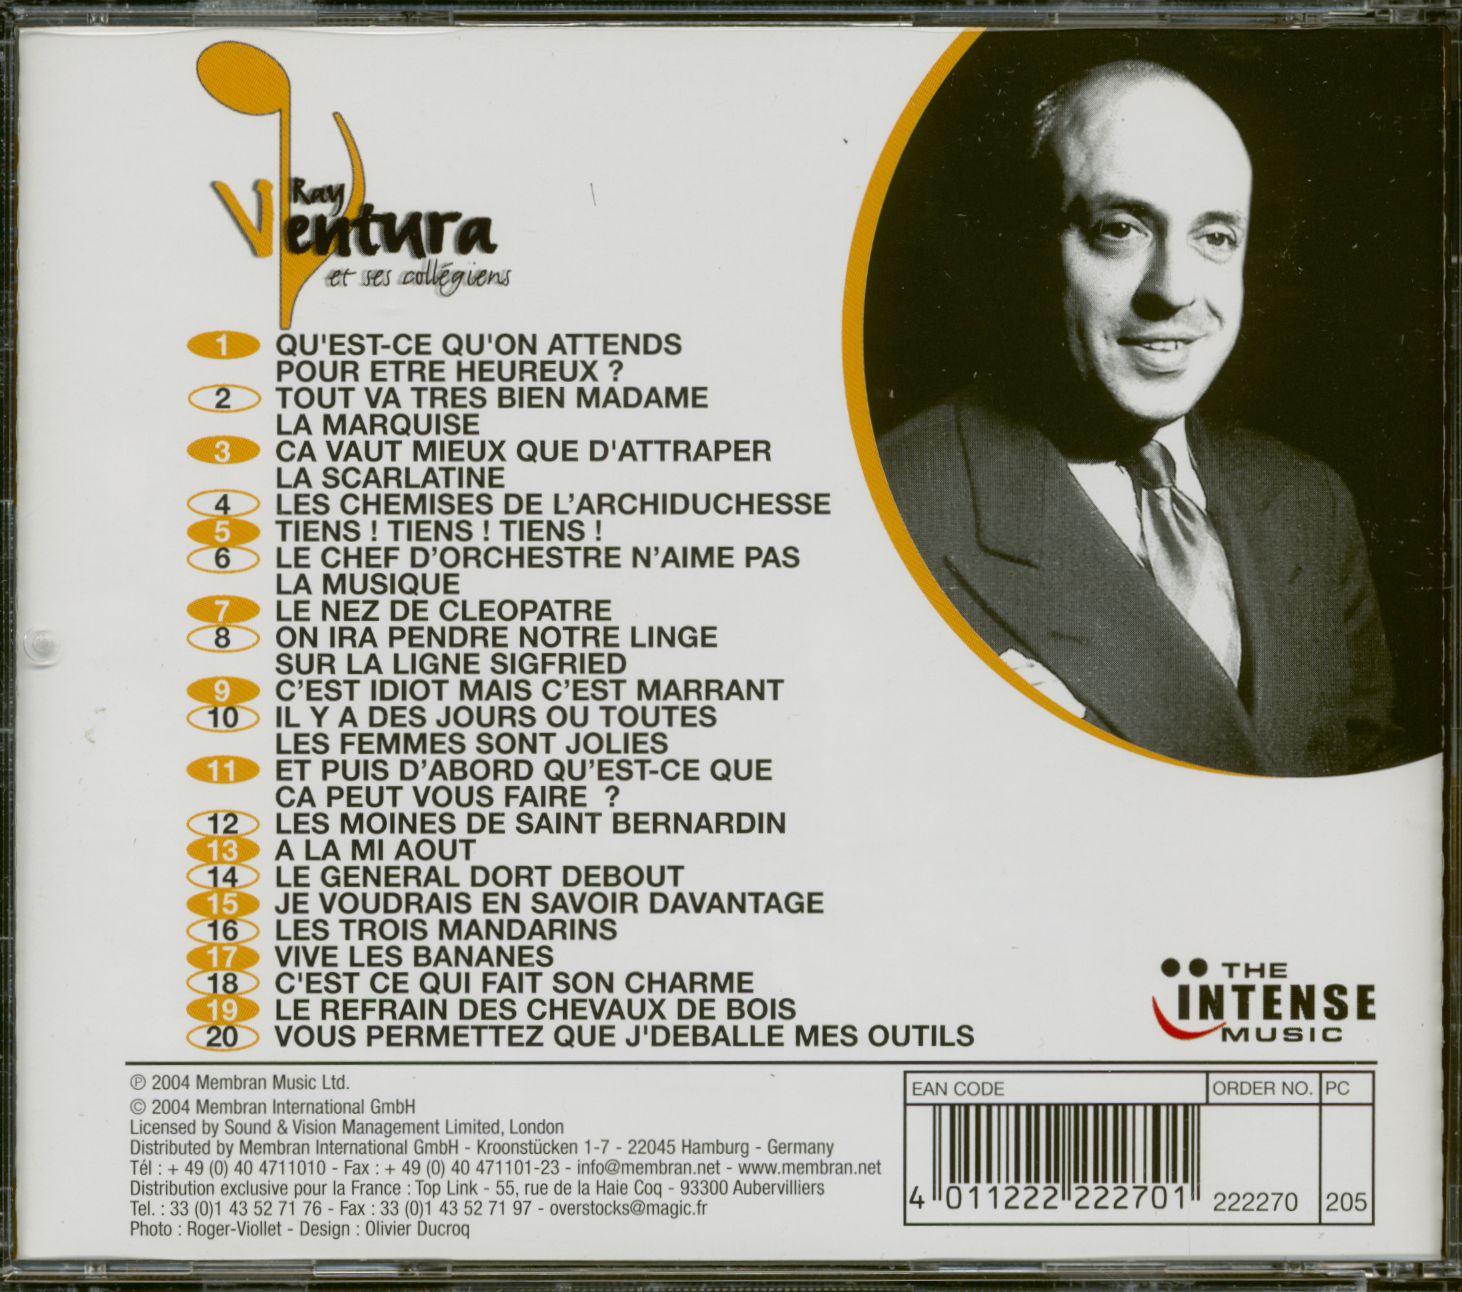 Ray
Ventura
et ses collégiens
1 QU'EST-CE QU'ON ATTENDS
POUR ETRE HEUREUX ?
2 TOUT VA TRES BIEN MADAME
LA MARQUISE
3 CA VAUT MIEUX QUE D'ATTRAPER
LA SCARLATINE
4 LES CHEMISES DE L’ARCHIDUCHESSE
5 TIENS ! TIENS ! TIENS !
6 LE CHEF D’ORCHESTRE N’AIME PAS
LA MUSIQUE
7 LE NEZ DE CLEOPATRE
8 ON IRA PENDRE NOTRE LINGE
SUR LA LIGNE SIGFRIED
9 C’EST IDIOT MAIS C’EST MARRANT
10 IL Y A DES JOURS OU TOUTES
LES FEMMES SONT JOLIES
11 ET PUIS D’ABORD QU’EST-CE QUE
CA PEUT VOUS FAIRE ?
12 LES MOINES DE SAINT BERNARDIN
13 A LA MI AOUT
14 LE GENERAL DORT DEBOUT
15 JE VOUDRAIS EN SAVOIR DAVANTAGE
16 LES TROIS MANDARINS
17 VIVE LES BANANES
18 C'EST CE QUI FAIT SON CHARME
19 LE REFRAIN DES CHEVAUX DE BOIS
20 VOUS PERMETTEZ QUE J'DEBALLE MES OUTILS
THE
INTENSE
MUSIC
℗ 2004 Membran Music Ltd.
© 2004 Membran International GmbH
Licensed by Sound & Vision Management Limited, London
Distributed by Membran International GmbH - Kroonstücken 1-7 - 22045 Hamburg - Germany
Tél : + 49 (0) 40 4711010 - Fax : + 49 (0) 40 471101-23 - info@membran.net - www.membran.net
Distribution exclusive pour la France : Top Link - 55, rue de la Haie Coq - 93300 Aubervilliers
Tel. : 33 (0)1 43 52 71 76 - Fax : 33 (0)1 43 52 71 97 - overstocks@magic.fr
Photo : Roger-Viollet - Design : Olivier Ducroq
EAN CODE ORDER NO. PC
4 011222 222701 222270 205